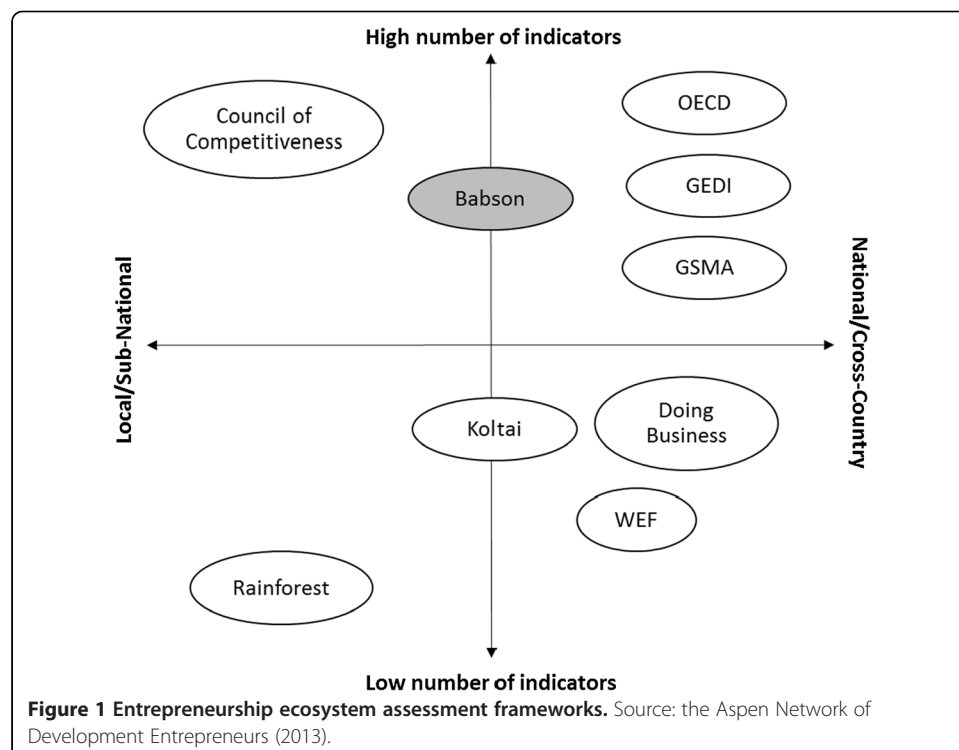 High number of indicators
OECD
Council of
Competitiveness
Babson
GEDI
GSMA
Local/Sub-National
National/Cross-Country
Koltai
Doing
Business
WEF
Rainforest
Low number of indicators
Figure 1 Entrepreneurship ecosystem assessment frameworks. Source: the Aspen Network of
Development Entrepreneurs (2013).